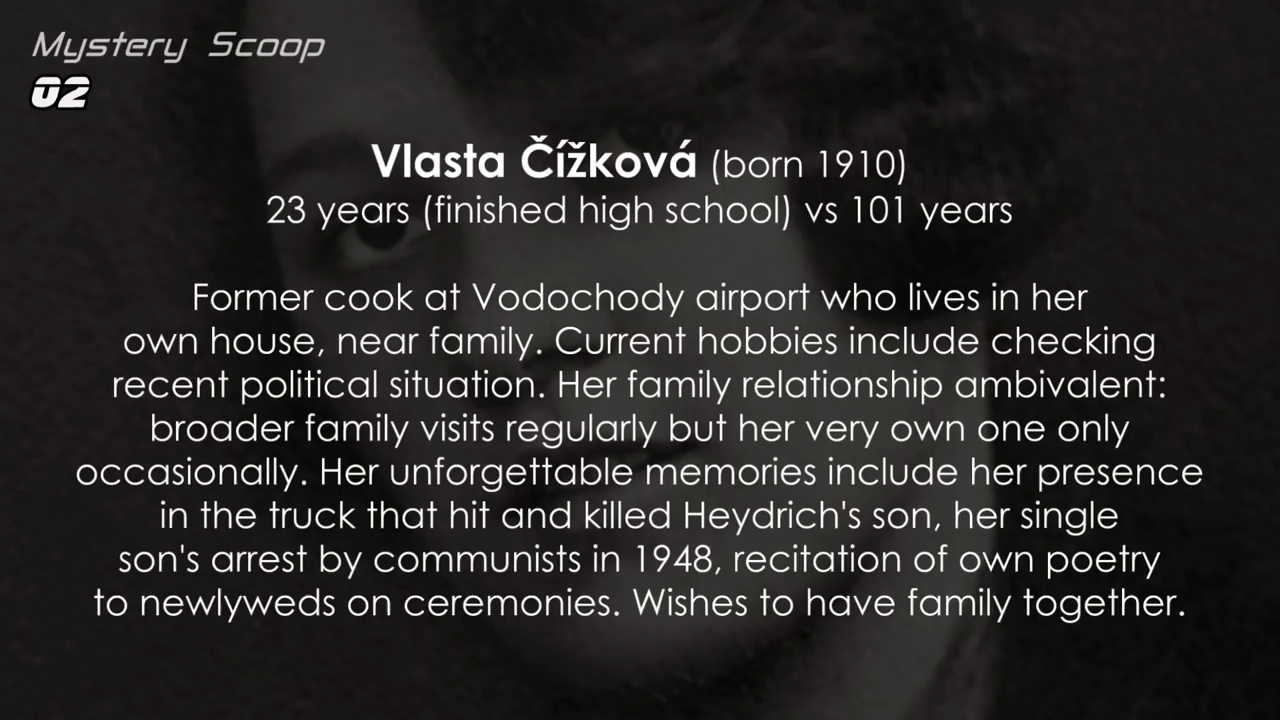 Mystery Scoop
02
Vlasta Čížková (born 1910)
23 years (finished high school) vs 101 years
Former cook at Vodochody airport who lives in her
own house, near family. Current hobbies include checking
recent political situation. Her family relationship ambivalent:
broader family visits regularly but her very own one only
occasionally. Her unforgettable memories include her presence
in the truck that hit and killed Heydrich's son, her single
son's arrest by communists in 1948, recitation of own poetry
to newlyweds on ceremonies. Wishes to have family together.